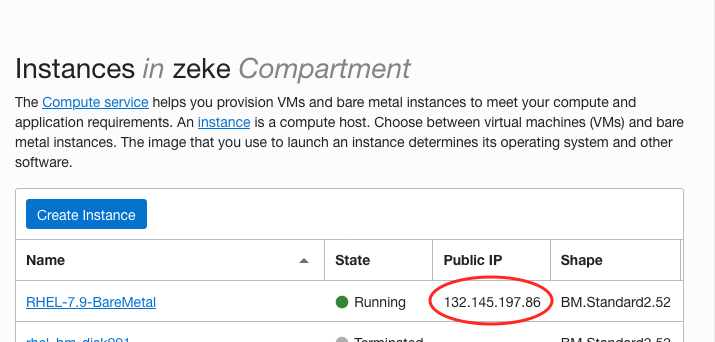 Instances in zeke Compartment
The Compute service helps you provision VMs and bare metal instances to meet your compute and
application requirements. An instance is a compute host. Choose between virtual machines (VMs) and bare
metal instances. The image that you use to launch an instance determines its operating system and other
software.
Create Instance
Name State Public IP Shape
RHEL-7.9-BareMetal Running 132.145.197.86 BM.Standard2.52
rhel_bm_disk001 Terminated BM.Standard2.52